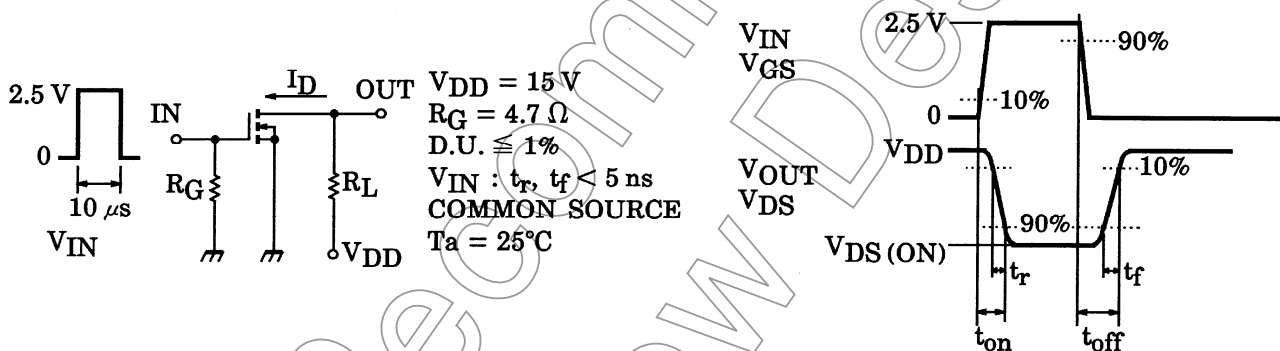 2.5 V
0
10 μs
VIN
IN
RG
ID
OUT
RL
VDD
VDD = 15 V
RG = 4.7 Ω
D.U. ≦ 1%
VIN : tr, tf < 5 ns
COMMON SOURCE
Ta = 25°C
VIN
VGS
2.5 V
90%
10%
0
VDD
VOUT
VDS
10%
90%
VDS (ON)
tr
tf
ton
toff